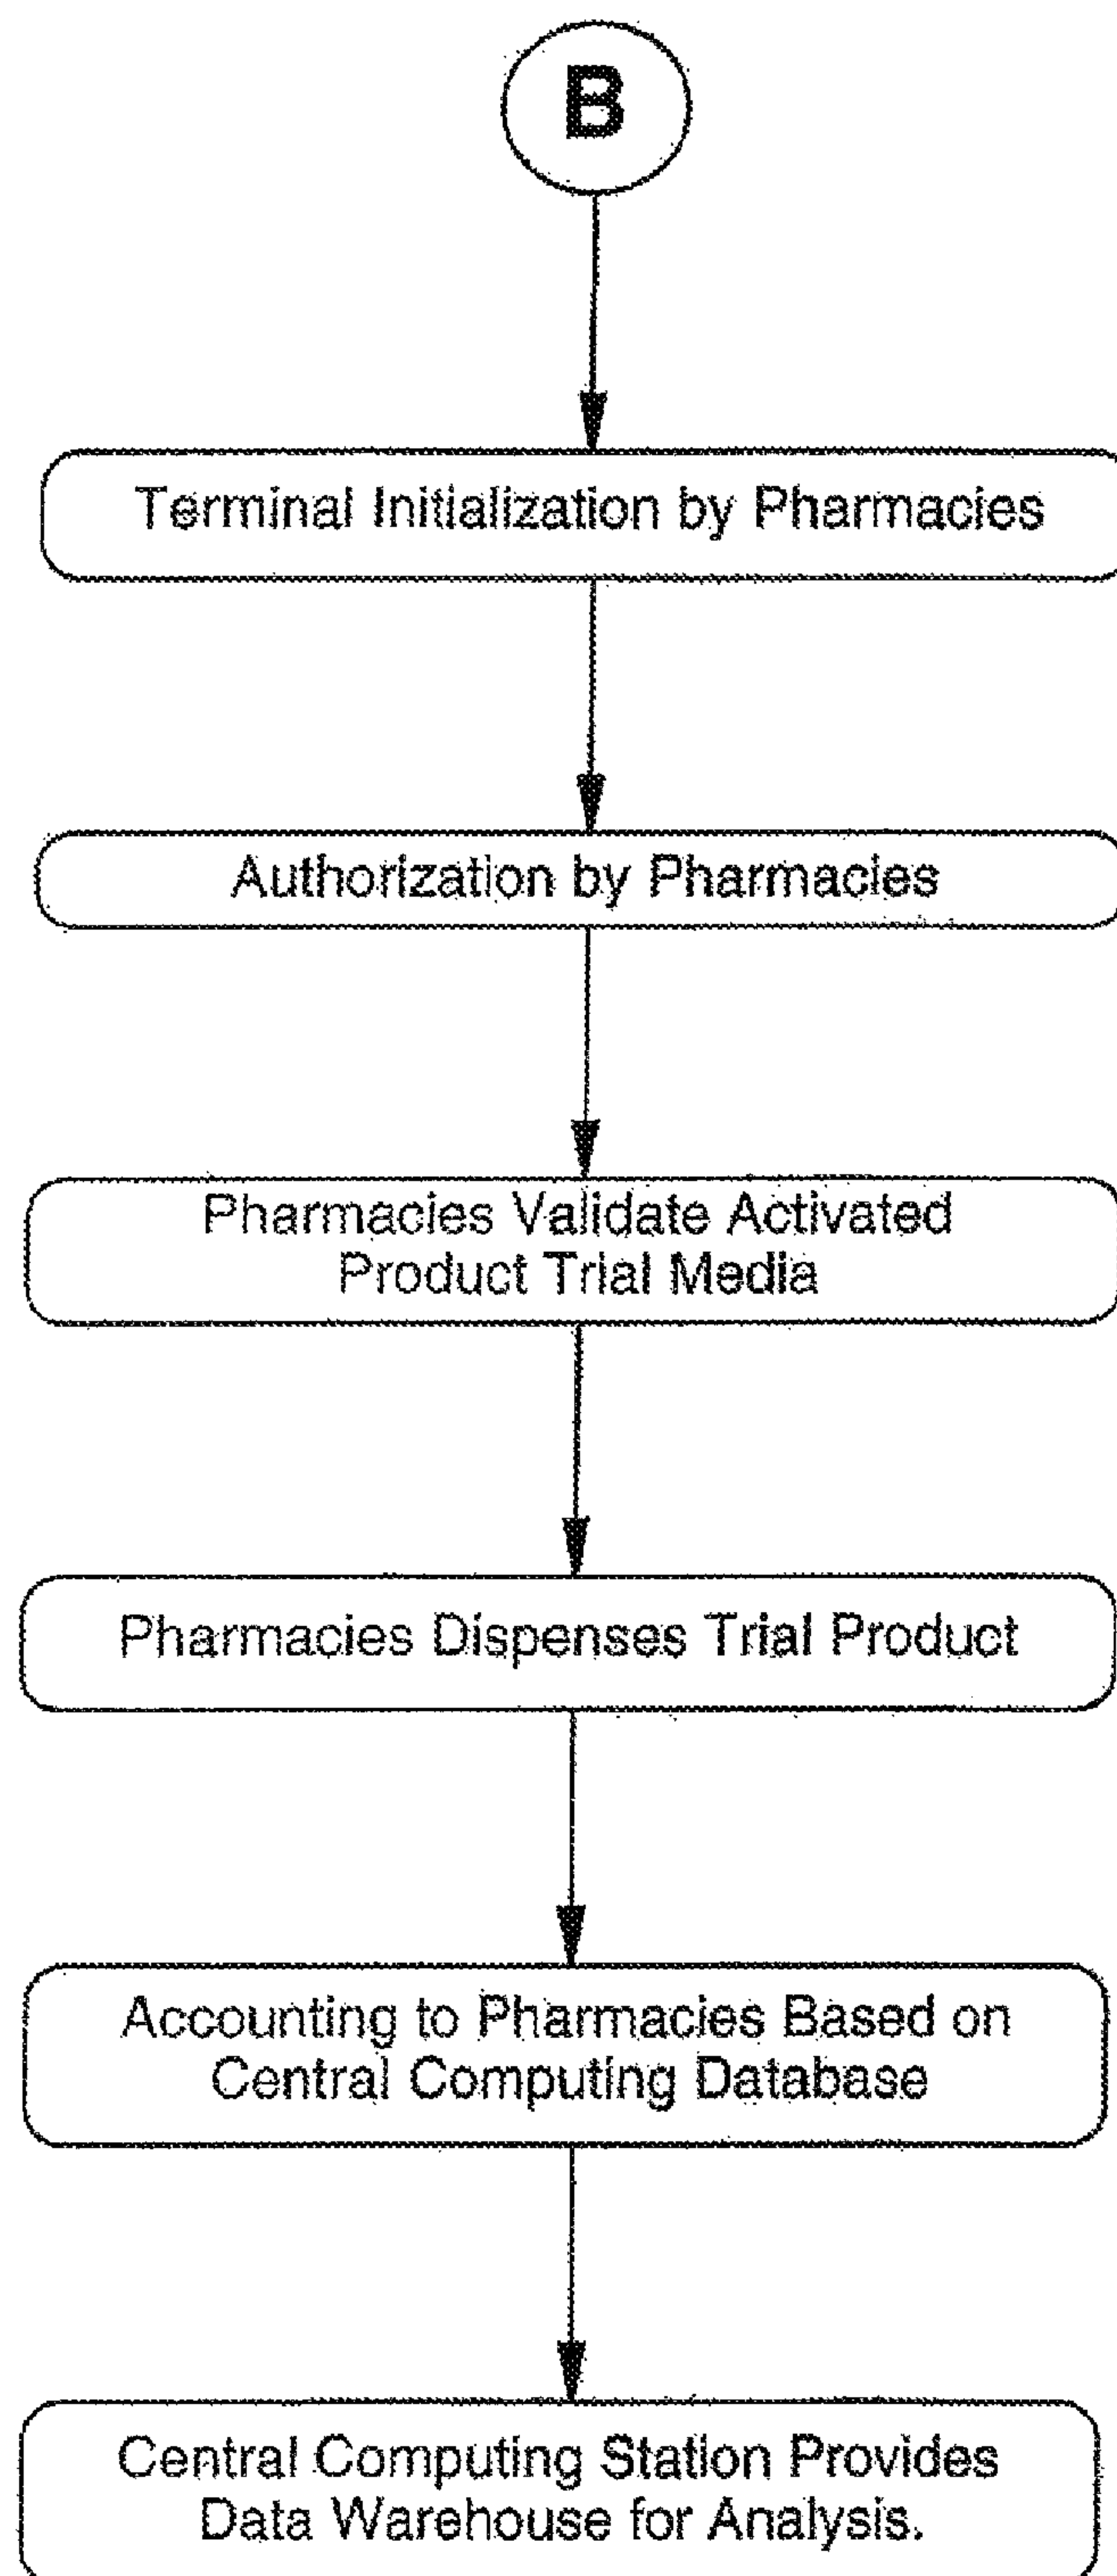 B
Terminal Initialization by Pharmacies
Authorization by Pharmacies
Pharmacies Validate Activated
Product Trial Media
Pharmacies Dispenses Trial Product
Accounting to Pharmacies Based on
Central Computing Database
Central Computing Station Provides
Data Warehouse for Analysis.